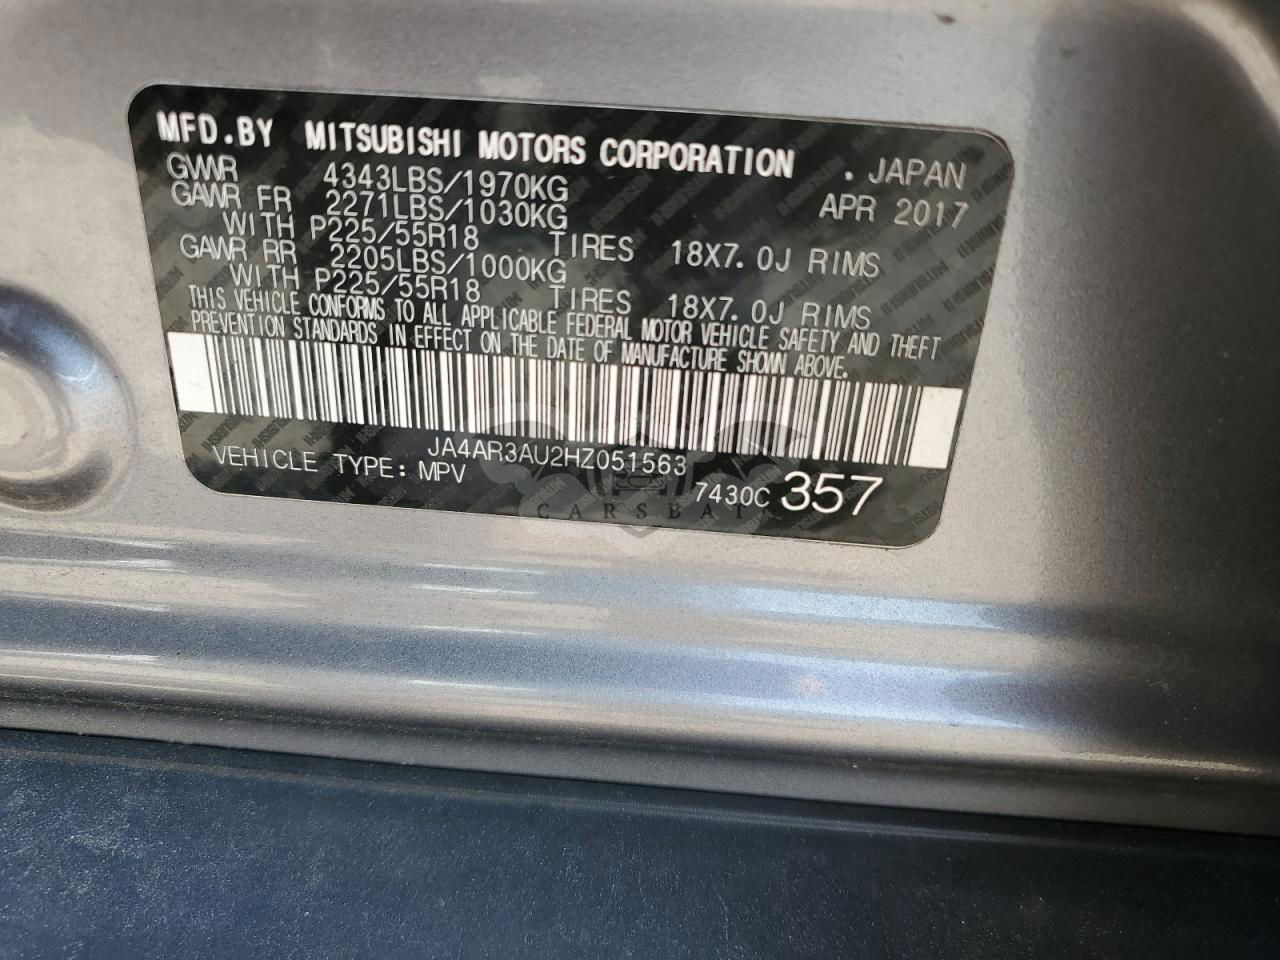 MFD.BY MITSUBISHI MOTORS CORPORATION . JAPAN
GVWR 4343LBS/1970KG APR 2017
GAWR FR 2271LBS/1030KG
WITH P225/55R18 TIRES 18X7.0J RIMS
GAWR RR 2205LBS/1000KG
WITH P225/55R18 TIRES 18X7.0J RIMS
THIS VEHICLE CONFORMS TO ALL APPLICABLE FEDERAL MOTOR VEHICLE SAFETY AND THEFT
PREVENTION STANDARDS IN EFFECT ON THE DATE OF MANUFACTURE SHOWN ABOVE.
JA4AR3AU2HZ051563
VEHICLE TYPE: MPV 7430C 357
CARSBAT